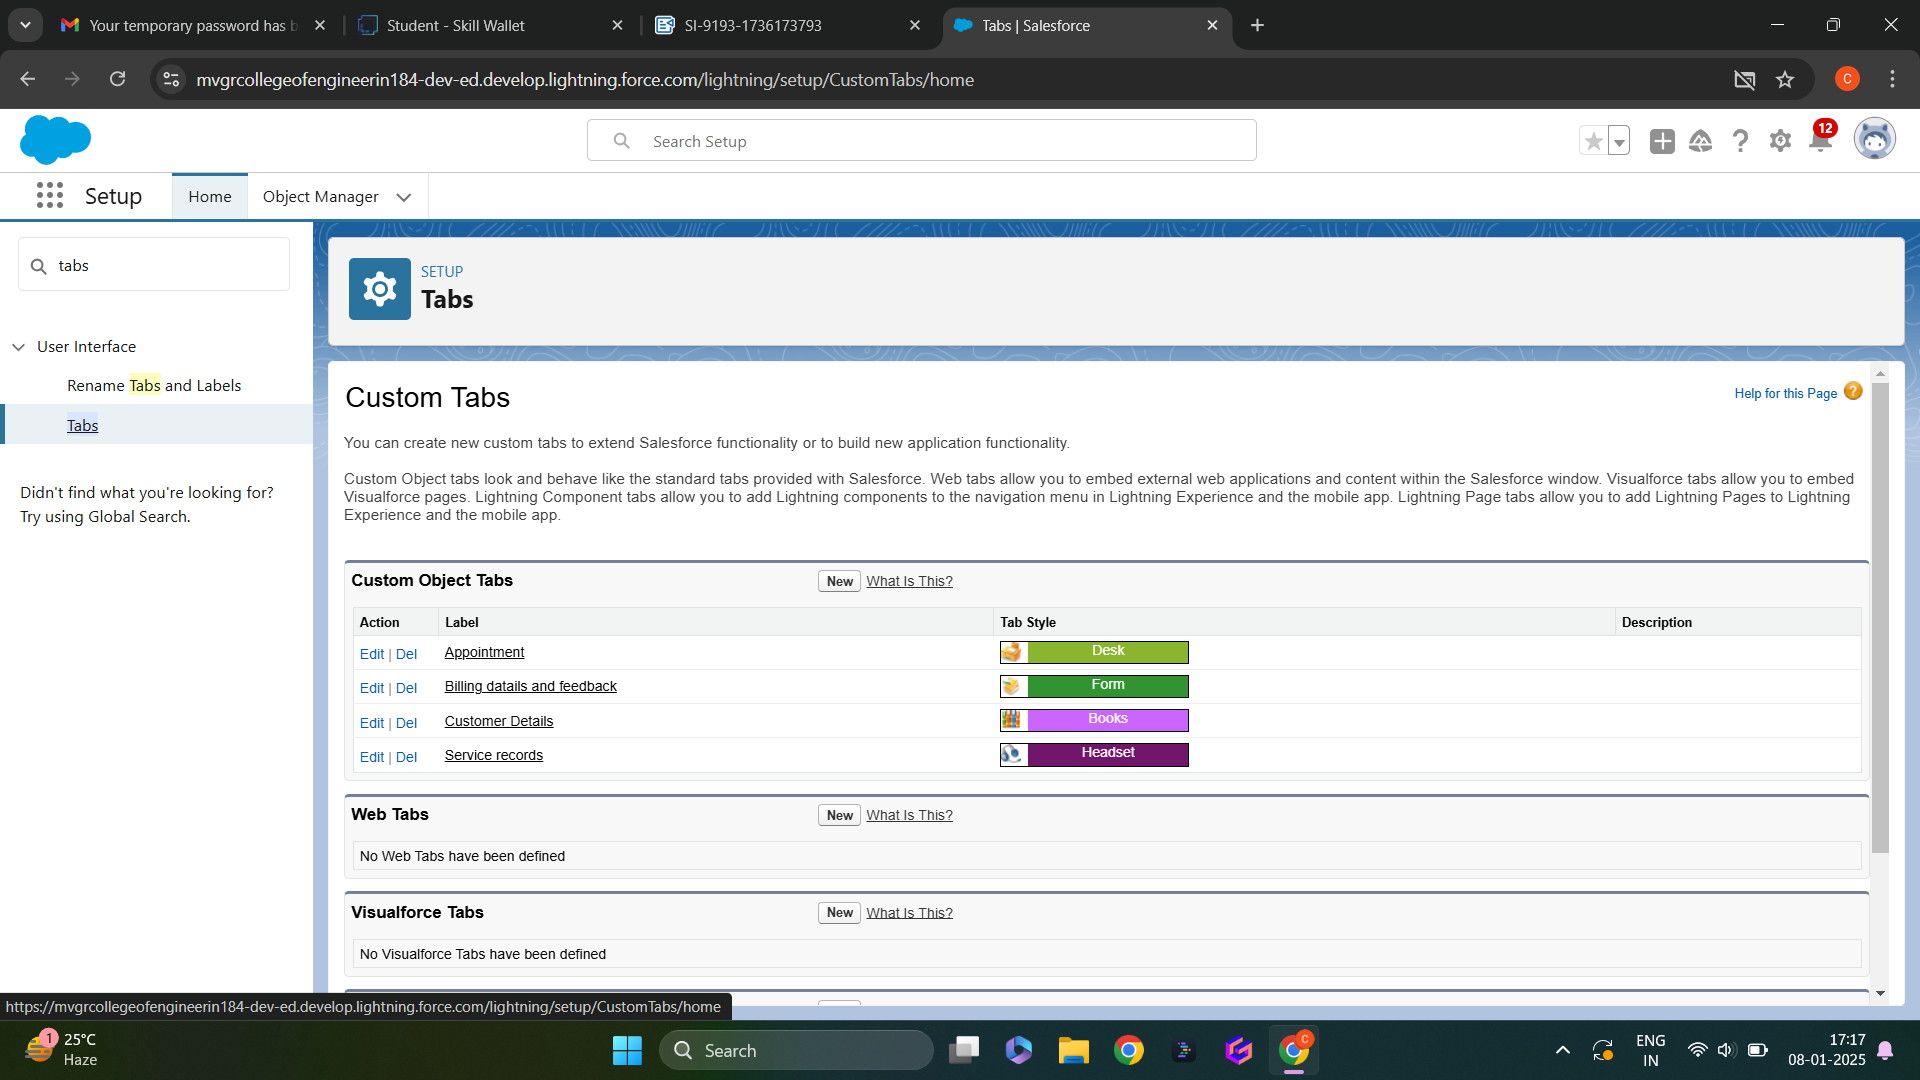 Your temporary password has b
Student - Skill Wallet
SI-9193-1736173793
Tabs | Salesforce
mvgrcollegeofengineerin184-dev-ed.develop.lightning.force.com/lightning/setup/CustomTabs/home
C
Search Setup
12
Setup
Home
Object Manager
tabs
User Interface
Rename Tabs and Labels
Tabs
Didn't find what you're looking for?
Try using Global Search.
SETUP
Tabs
Custom Tabs
Help for this Page
You can create new custom tabs to extend Salesforce functionality or to build new application functionality.
Custom Object tabs look and behave like the standard tabs provided with Salesforce. Web tabs allow you to embed external web applications and content within the Salesforce window. Visualforce tabs allow you to embed
Visualforce pages. Lightning Component tabs allow you to add Lightning components to the navigation menu in Lightning Experience and the mobile app. Lightning Page tabs allow you to add Lightning Pages to Lightning
Experience and the mobile app.
Custom Object Tabs New What Is This?
Action Label Tab Style Description
Edit | Del Appointment Desk
Edit | Del Billing datails and feedback Form
Edit | Del Customer Details Books
Edit | Del Service records Headset
Web Tabs New What Is This?
No Web Tabs have been defined
Visualforce Tabs New What Is This?
No Visualforce Tabs have been defined
https://mvgrcollegeofengineerin184-dev-ed.develop.lightning.force.com/lightning/setup/CustomTabs/home
1
25°C
Haze
Search
C
ENG
IN
17:17
08-01-2025